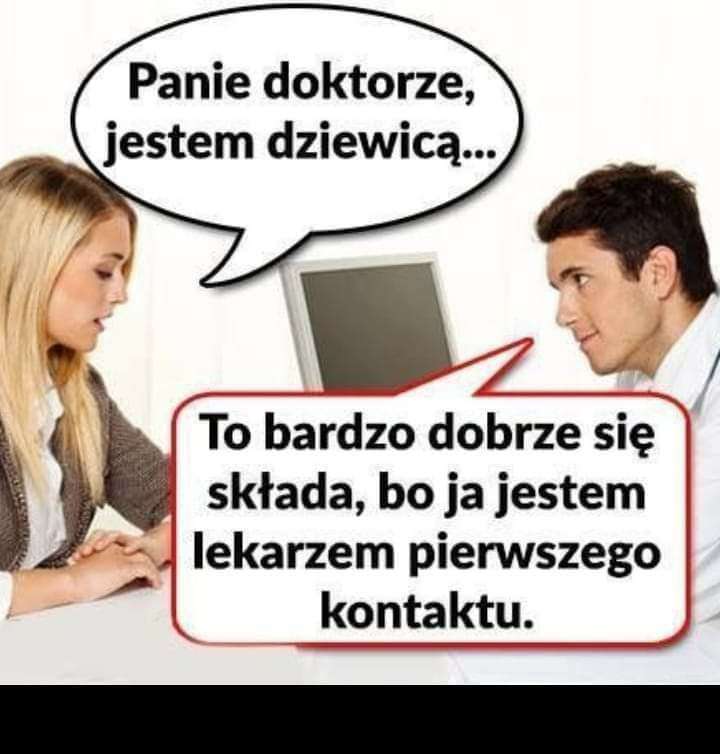 Panie doktorze,
jestem dziewicą...
To bardzo dobrze się
składa, bo ja jestem
lekarzem pierwszego
kontaktu.